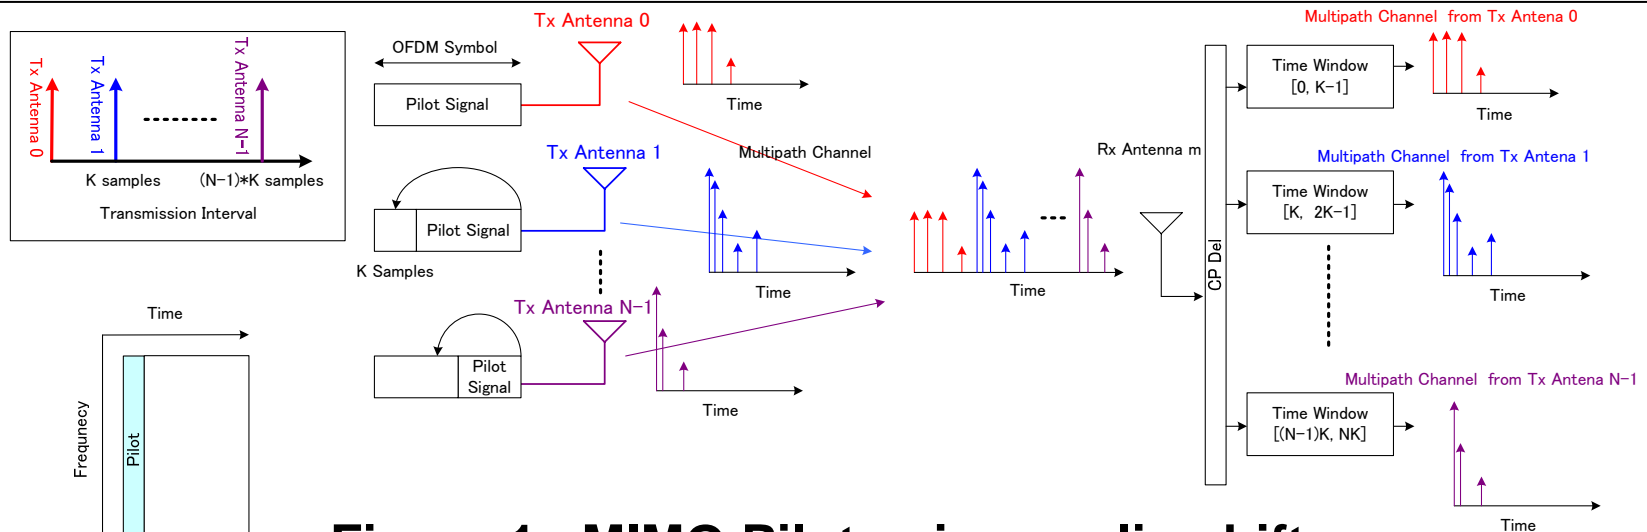 Tx Antenna 0
Tx Antenna 1
Tx Antenna N-1
K samples
(N-1)*K samples
Transmission Interval
OFDM Symbol
Pilot Signal
Tx Antenna 0
Time
Tx Antenna 1
Multipath Channel
Pilot Signal
K Samples
Time
Tx Antenna N-1
Pilot
Signal
Time
Time
Rx Antenna m
CP Del
Multipath Channel from Tx Antena 0
Time Window
[0, K-1]
Time
Multipath Channel from Tx Antena 1
Time Window
[K, 2K-1]
Time
Multipath Channel from Tx Antena N-1
Time Window
[(N-1)K, NK]
Time
Time
Frequnecy
Pilot